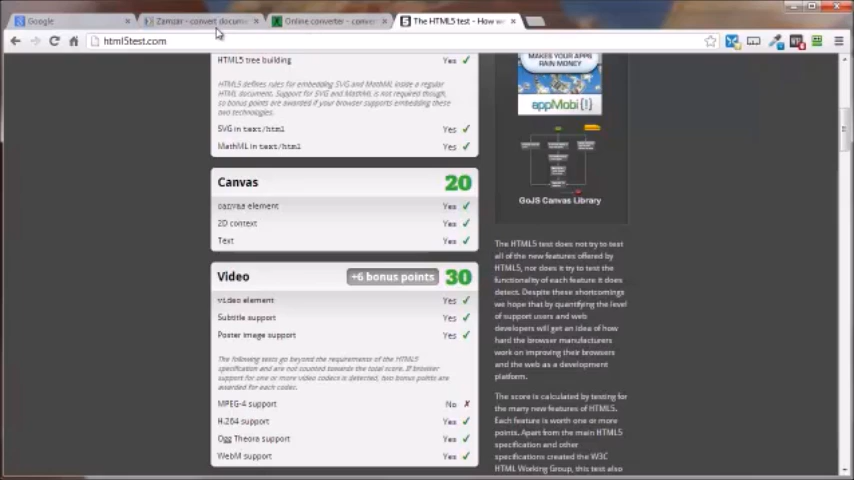 Google
Zamzar - convert docume
Online converter - conver
The HTML5 test - How we
html5test.com
HTML5 tree building Yes ✓
HTML5 defines rules for embedding SVG and MathML inside a regular
HTML document. Support for SVG and MathML is not required though,
so bonus points are awarded if your browser supports embedding these
two technologies.
SVG in text/html Yes ✓
MathML in text/html Yes ✓
Canvas 20
canvas element Yes ✓
2D context Yes ✓
Text Yes ✓
Video +6 bonus points 30
video element Yes ✓
Subtitle support Yes ✓
Poster image support Yes ✓
The following tests go beyond the requirements of the HTML5
specification and are not counted towards the total score. If browser
support for one or more video codecs is detected, two bonus points are
awarded for each codec.
MPEG-4 support No ✗
H.264 support Yes ✓
Ogg Theora support Yes ✓
WebM support Yes ✓
MAKES YOUR APPS
RAIN MONEY
appMobi{!}
GoJS Canvas Library
The HTML5 test does not try to test
all of the new features offered by
HTML5, nor does it try to test the
functionality of each feature it does
detect. Despite these shortcomings
we hope that by quantifying the level
of support users and web
developers will get an idea of how
hard the browser manufacturers
work on improving their browsers
and the web as a development
platform.
The score is calculated by testing for
the many new features of HTML5.
Each feature is worth one or more
points. Apart from the main HTML5
specification and other
specifications created the W3C
HTML Working Group, this test also